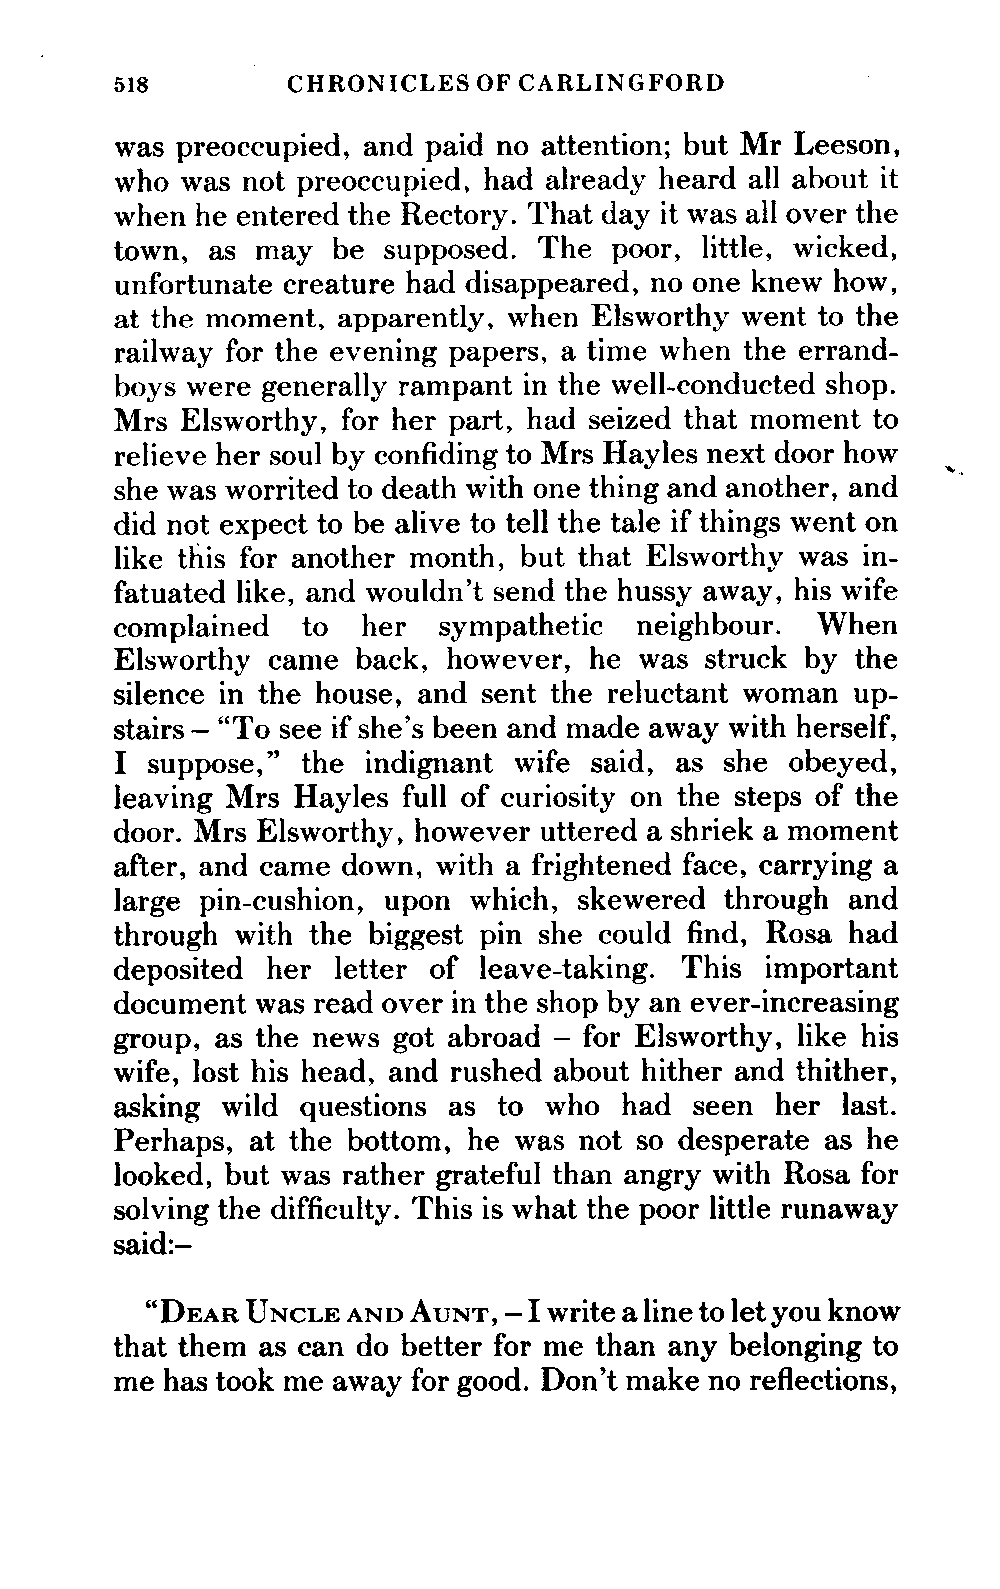 518 CHRONICLES OF CARLINGFORD
was preoccupied, and paid no attention; but Mr Leeson,
who was not preoccupied, had already heard all about it
when he entered the Rectory. That day it was all over the
town, as may be supposed. The poor, little, wicked,
unfortunate creature had disappeared, no one knew how,
at the moment, apparently, when Elsworthy went to the
railway for the evening papers, a time when the errand-
boys were generally rampant in the well-conducted shop.
Mrs Elsworthy, for her part, had seized that moment to
relieve her soul by confiding to Mrs Hayles next door how
she was worrited to death with one thing and another, and
did not expect to be alive to tell the tale if things went on
like this for another month, but that Elsworthy was in-
fatuated like, and wouldn't send the hussy away, his wife
complained to her sympathetic neighbour. When
Elsworthy came back, however, he was struck by the
silence in the house, and sent the reluctant woman up-
stairs – “To see if she's been and made away with herself,
I suppose,” the indignant wife said, as she obeyed,
leaving Mrs Hayles full of curiosity on the steps of the
door. Mrs Elsworthy, however uttered a shriek a moment
after, and came down, with a frightened face, carrying a
large pin-cushion, upon which, skewered through and
through with the biggest pin she could find, Rosa had
deposited her letter of leave-taking. This important
document was read over in the shop by an ever-increasing
group, as the news got abroad – for Elsworthy, like his
wife, lost his head, and rushed about hither and thither,
asking wild questions as to who had seen her last.
Perhaps, at the bottom, he was not so desperate as he
looked, but was rather grateful than angry with Rosa for
solving the difficulty. This is what the poor little runaway
said:–
“DEAR UNCLE AND AUNT, – I write a line to let you know
that them as can do better for me than any belonging to
me has took me away for good. Don't make no reflections,